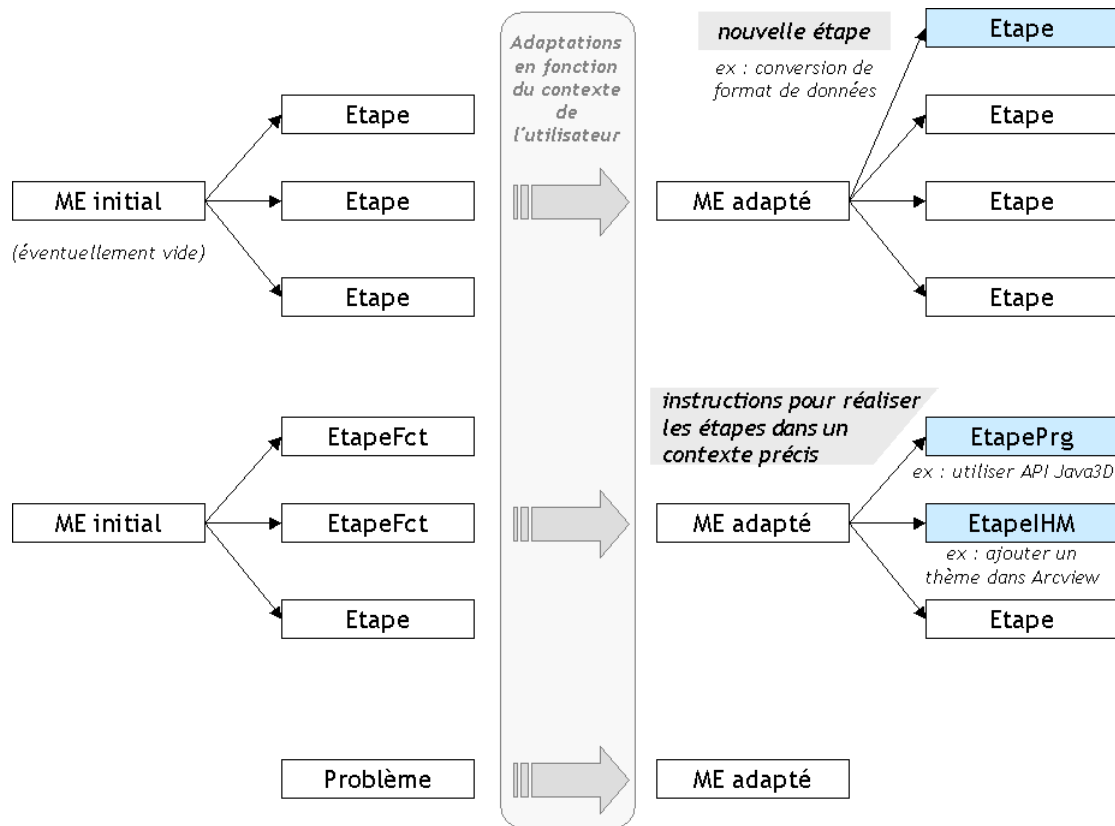 Adaptations
en fonction
du contexte
de
l'utilisateur
nouvelle étape
ex : conversion de
format de données
Etape
Etape
Etape
ME initial
Etape
ME adapté
Etape
(éventuellement vide)
Etape
Etape
instructions pour réaliser
les étapes dans un
contexte précis
EtapeFct
EtapePrg
ex : utiliser API Java3D
ME initial
EtapeFct
ME adapté
EtapeIHM
ex : ajouter un
thème dans Arcview
Etape
Etape
Problème
ME adapté